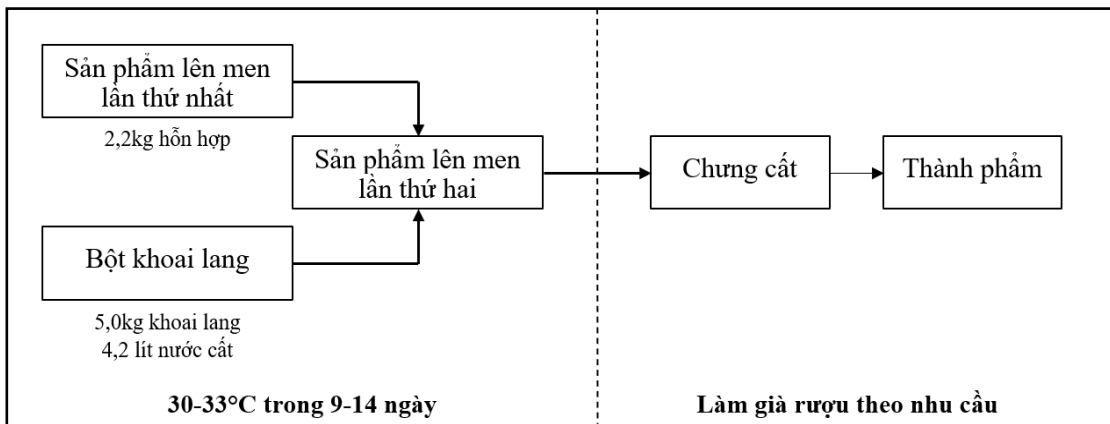 Sản phẩm lên men
lần thứ nhất
2,2kg hỗn hợp
Sản phẩm lên men
lần thứ hai
Chưng cất
Thành phẩm
Bột khoai lang
5,0kg khoai lang
4,2 lít nước cất
30-33°C trong 9-14 ngày
Làm già rượu theo nhu cầu